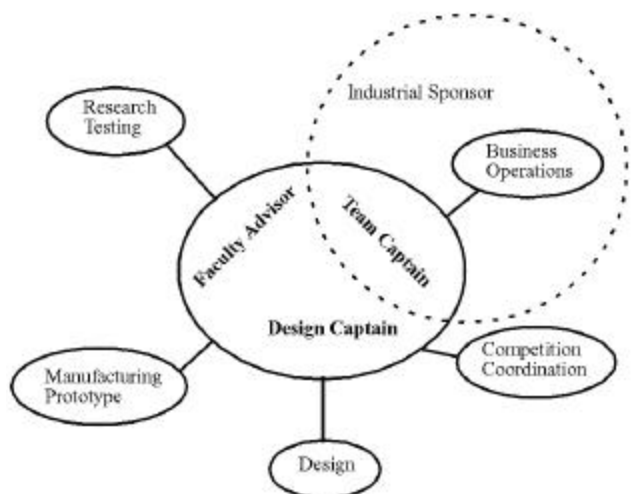 Industrial Sponsor
Research
Testing
Business
Operations
Faculty Advisor
Team Captain
Design Captain
Competition
Coordination
Manufacturing
Prototype
Design